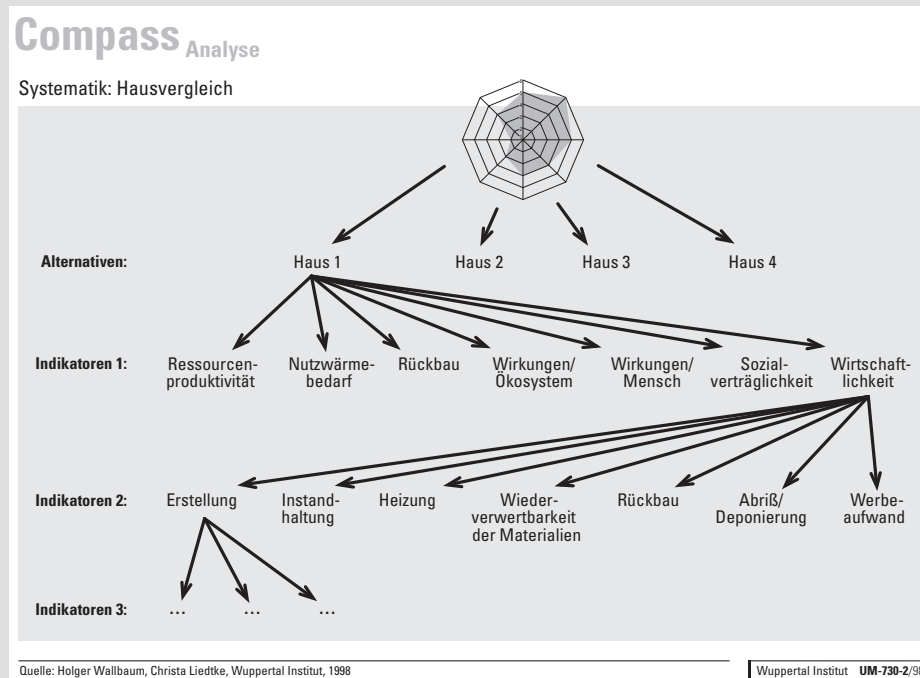 Compass Analyse
Systematik: Hausvergleich
Alternativen: Haus 1 Haus 2 Haus 3 Haus 4
Indikatoren 1: Ressourcen- Nutzwärme- Rückbau Wirkungen/ Wirkungen/ Sozial- Wirtschaft-
produktivität bedarf Ökosystem Mensch verträglichkeit lichkeit
Indikatoren 2: Erstellung Instand- Heizung Wieder- Rückbau Abriß/ Werbe-
haltung verwertbarkeit Deponierung aufwand
der Materialien
Indikatoren 3: ... ... ...
Quelle: Holger Wallbaum, Christa Liedtke, Wuppertal Institut, 1998 Wuppertal Institut UM-730-2/98